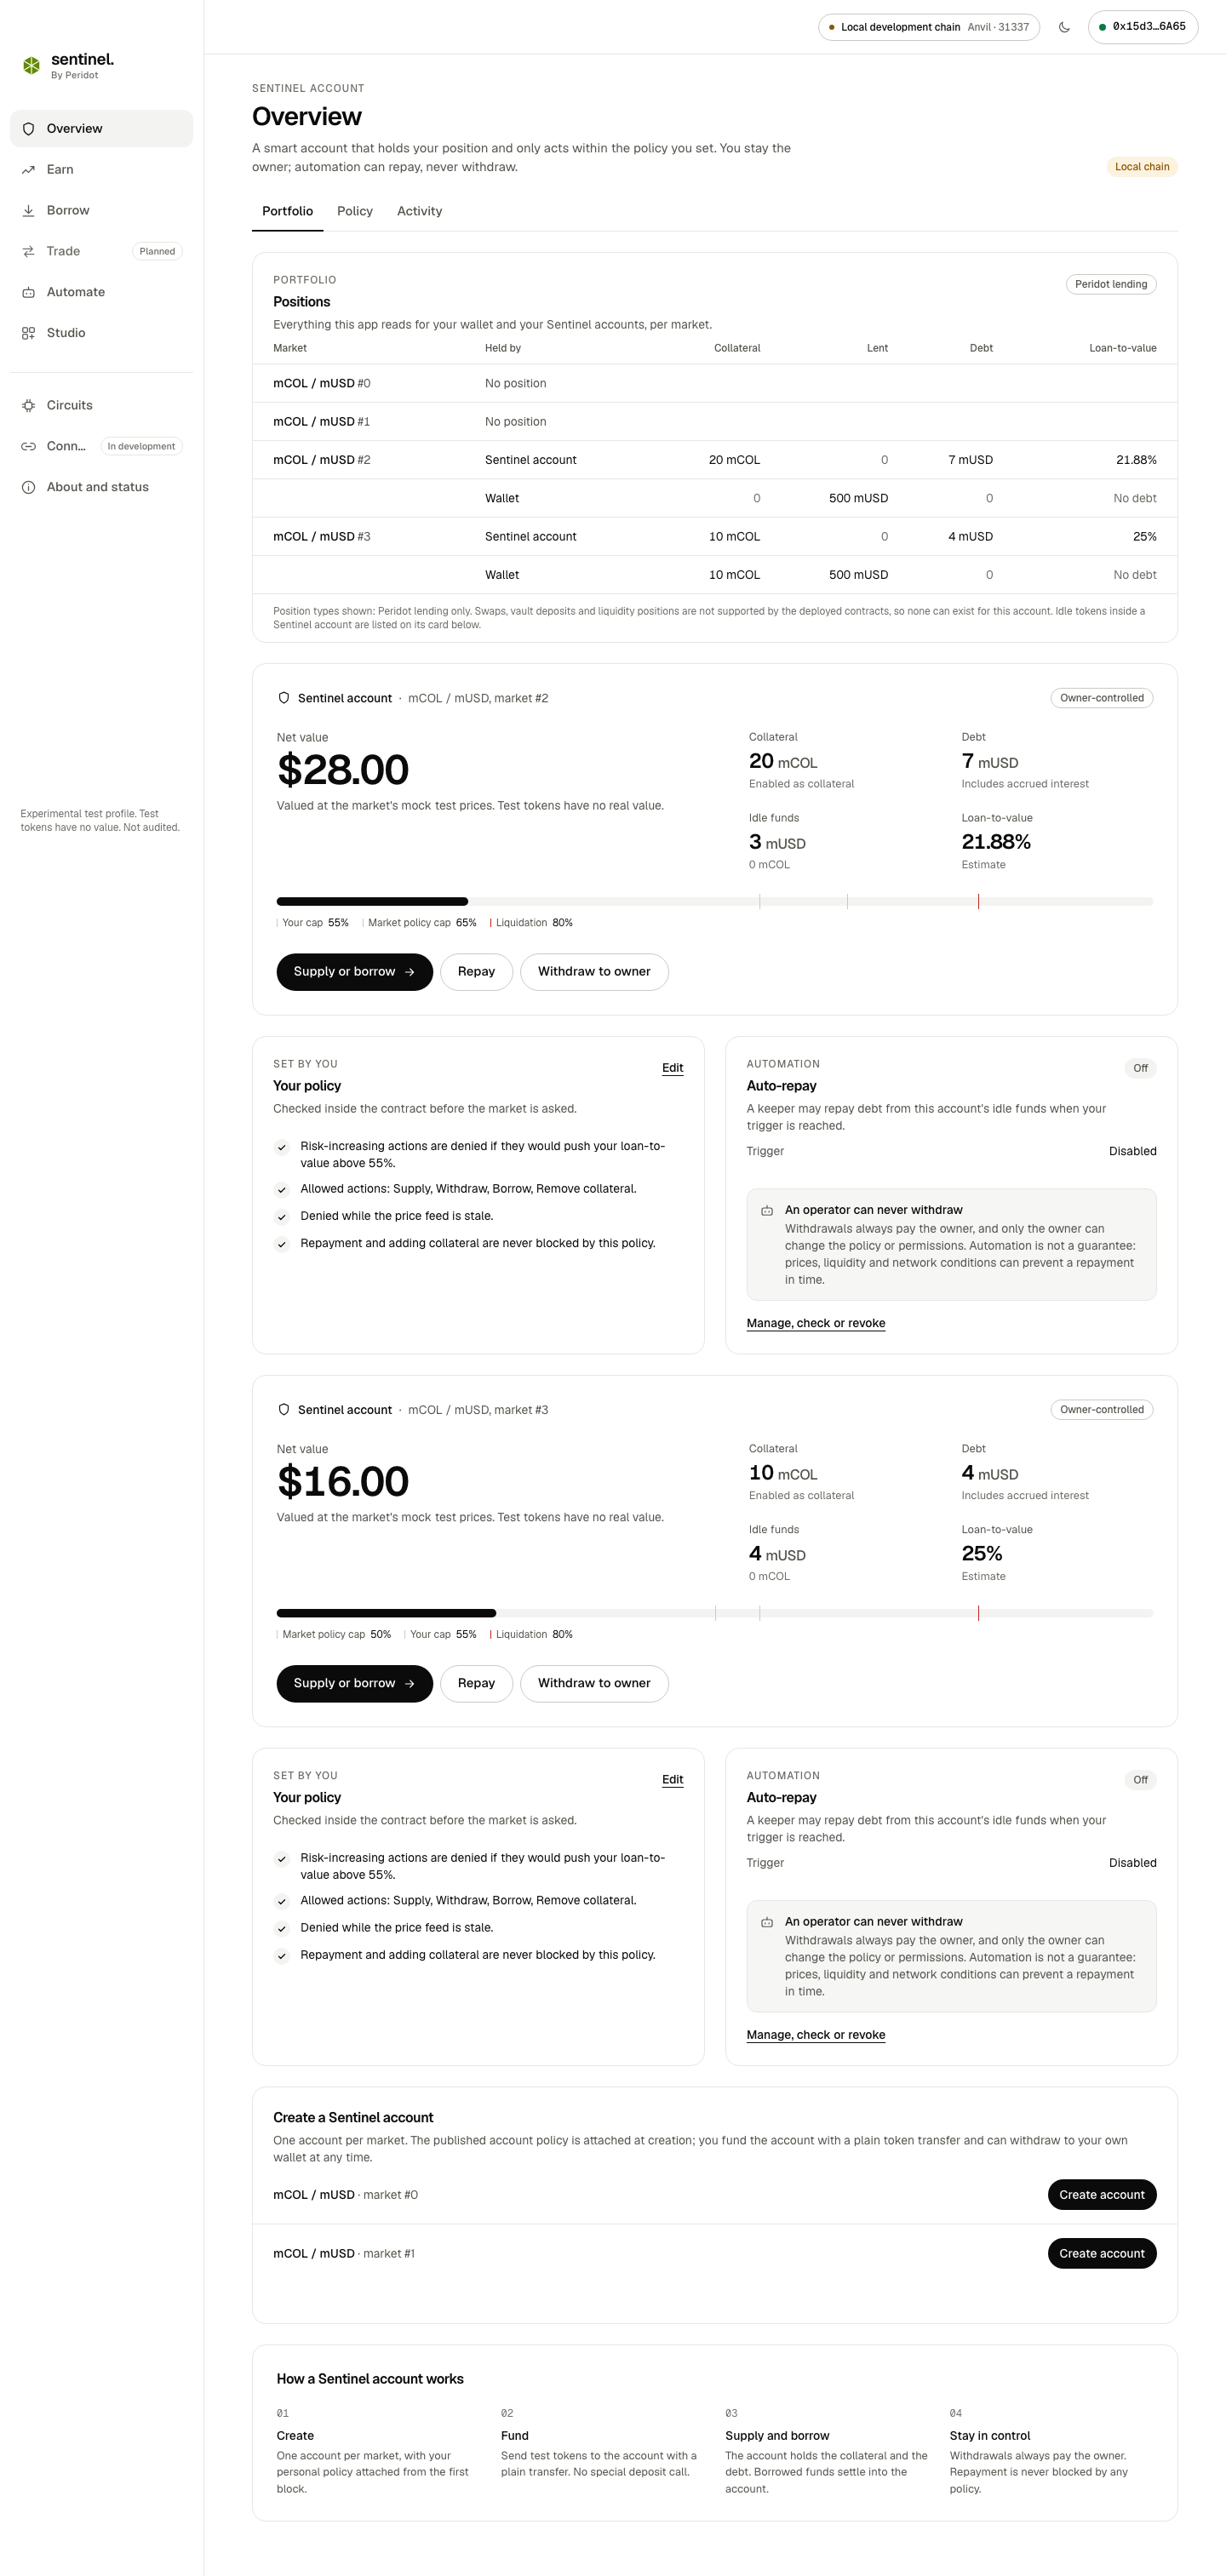 sentinel.
By Peridot
Overview
Earn
Borrow
Trade Planned
Automate
Studio
Circuits
Conn... In development
About and status
Experimental test profile. Test
tokens have no value. Not audited.
Local development chain Anvil · 31337
0x15d3…6A65
SENTINEL ACCOUNT
Overview
A smart account that holds your position and only acts within the policy you set. You stay the
owner; automation can repay, never withdraw.
Local chain
Portfolio Policy Activity
PORTFOLIO
Positions
Peridot lending
Everything this app reads for your wallet and your Sentinel accounts, per market.
Market Held by Collateral Lent Debt Loan-to-value
mCOL / mUSD #0 No position
mCOL / mUSD #1 No position
mCOL / mUSD #2 Sentinel account 20 mCOL 0 7 mUSD 21.88%
Wallet 0 500 mUSD 0 No debt
mCOL / mUSD #3 Sentinel account 10 mCOL 0 4 mUSD 25%
Wallet 10 mCOL 500 mUSD 0 No debt
Position types shown: Peridot lending only. Swaps, vault deposits and liquidity positions are not supported by the deployed contracts, so none can exist for this account. Idle tokens inside a
Sentinel account are listed on its card below.
Sentinel account · mCOL / mUSD, market #2
Owner-controlled
Net value
$28.00
Valued at the market's mock test prices. Test tokens have no real value.
Collateral
20 mCOL
Enabled as collateral
Debt
7 mUSD
Includes accrued interest
Idle funds
3 mUSD
0 mCOL
Loan-to-value
21.88%
Estimate
Your cap 55% Market policy cap 65% Liquidation 80%
Supply or borrow → Repay Withdraw to owner
SET BY YOU
Your policy
Edit
Checked inside the contract before the market is asked.
Risk-increasing actions are denied if they would push your loan-to-
value above 55%.
Allowed actions: Supply, Withdraw, Borrow, Remove collateral.
Denied while the price feed is stale.
Repayment and adding collateral are never blocked by this policy.
AUTOMATION
Auto-repay
Off
A keeper may repay debt from this account's idle funds when your
trigger is reached.
Trigger Disabled
An operator can never withdraw
Withdrawals always pay the owner, and only the owner can
change the policy or permissions. Automation is not a guarantee:
prices, liquidity and network conditions can prevent a repayment
in time.
Manage, check or revoke
Sentinel account · mCOL / mUSD, market #3
Owner-controlled
Net value
$16.00
Valued at the market's mock test prices. Test tokens have no real value.
Collateral
10 mCOL
Enabled as collateral
Debt
4 mUSD
Includes accrued interest
Idle funds
4 mUSD
0 mCOL
Loan-to-value
25%
Estimate
Market policy cap 50% Your cap 55% Liquidation 80%
Supply or borrow → Repay Withdraw to owner
SET BY YOU
Your policy
Edit
Checked inside the contract before the market is asked.
Risk-increasing actions are denied if they would push your loan-to-
value above 55%.
Allowed actions: Supply, Withdraw, Borrow, Remove collateral.
Denied while the price feed is stale.
Repayment and adding collateral are never blocked by this policy.
AUTOMATION
Auto-repay
Off
A keeper may repay debt from this account's idle funds when your
trigger is reached.
Trigger Disabled
An operator can never withdraw
Withdrawals always pay the owner, and only the owner can
change the policy or permissions. Automation is not a guarantee:
prices, liquidity and network conditions can prevent a repayment
in time.
Manage, check or revoke
Create a Sentinel account
One account per market. The published account policy is attached at creation; you fund the account with a plain token transfer and can withdraw to your own
wallet at any time.
mCOL / mUSD · market #0 Create account
mCOL / mUSD · market #1 Create account
How a Sentinel account works
01
Create
One account per market, with your
personal policy attached from the first
block.
02
Fund
Send test tokens to the account with a
plain transfer. No special deposit call.
03
Supply and borrow
The account holds the collateral and the
debt. Borrowed funds settle into the
account.
04
Stay in control
Withdrawals always pay the owner.
Repayment is never blocked by any
policy.